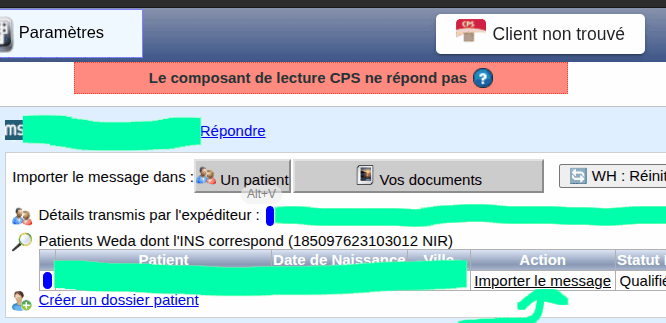 Paramètres
CPS
Client non trouvé
Le composant de lecture CPS ne répond pas ?
ms
Répondre
Importer le message dans : Un patient Vos documents WH : Réinit
Alt+V
Détails transmis par l'expéditeur :
Patients Weda dont l'INS correspond (185097623103012 NIR)
Patient Date de Naissance Ville Action Statut
Importer le message Qualifié
Créer un dossier patient